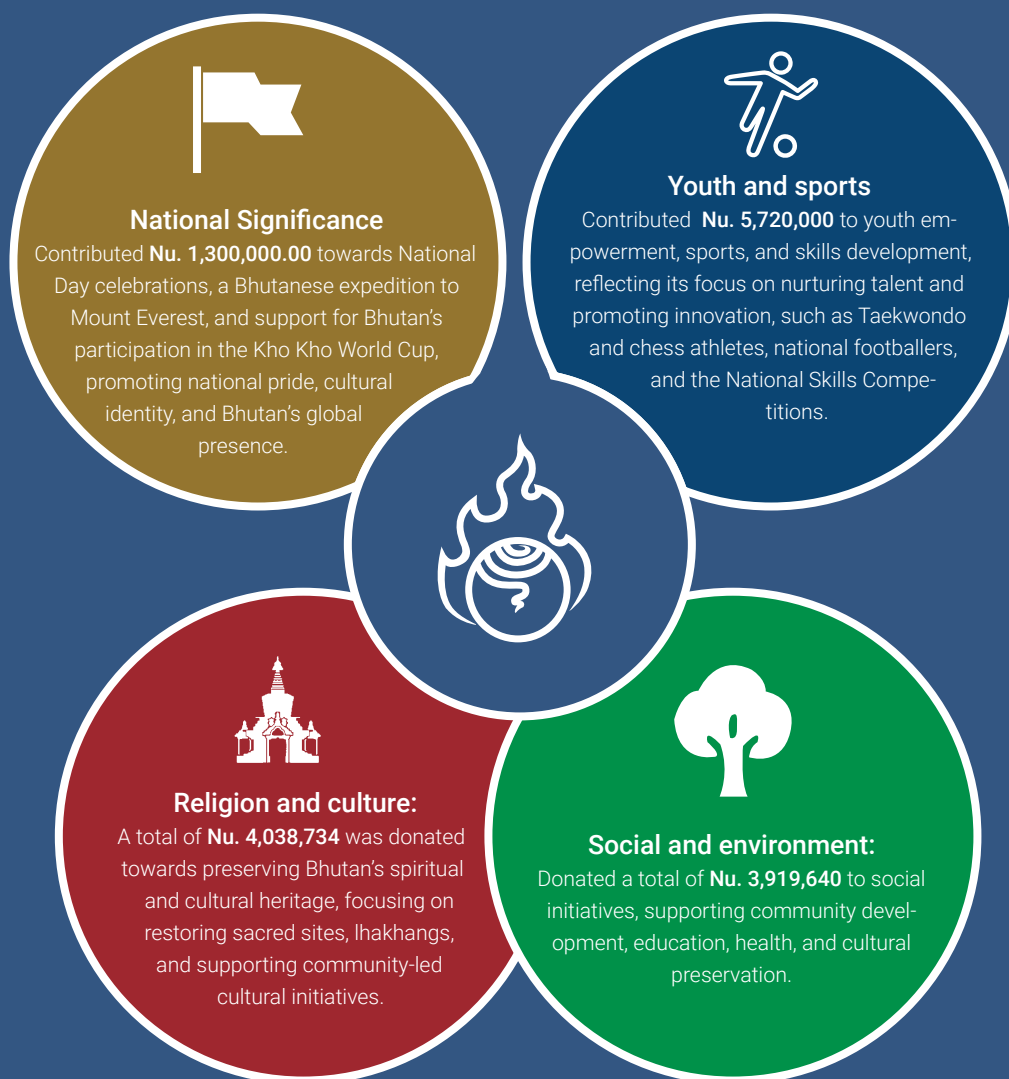 National Significance
Contributed Nu. 1,300,000.00 towards National
Day celebrations, a Bhutanese expedition to
Mount Everest, and support for Bhutan's
participation in the Kho Kho World Cup,
promoting national pride, cultural
identity, and Bhutan's global
presence.
Youth and sports
Contributed Nu. 5,720,000 to youth em-
powerment, sports, and skills development,
reflecting its focus on nurturing talent and
promoting innovation, such as Taekwondo
and chess athletes, national footballers,
and the National Skills Compe-
titions.
Religion and culture:
A total of Nu. 4,038,734 was donated
towards preserving Bhutan's spiritual
and cultural heritage, focusing on
restoring sacred sites, lhakhangs,
and supporting community-led
cultural initiatives.
Social and environment:
Donated a total of Nu. 3,919,640 to social
initiatives, supporting community devel-
opment, education, health, and cultural
preservation.